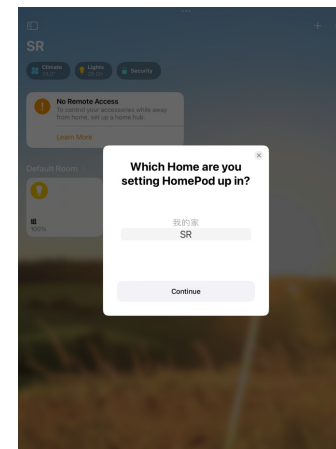 SR
Climate
Lights
Security
No Remote Access
To control your accessories while away
from home, set up a home hub.
Learn More
Default Room
100%
Which Home are you
setting HomePod up in?
我的家
SR
Continue